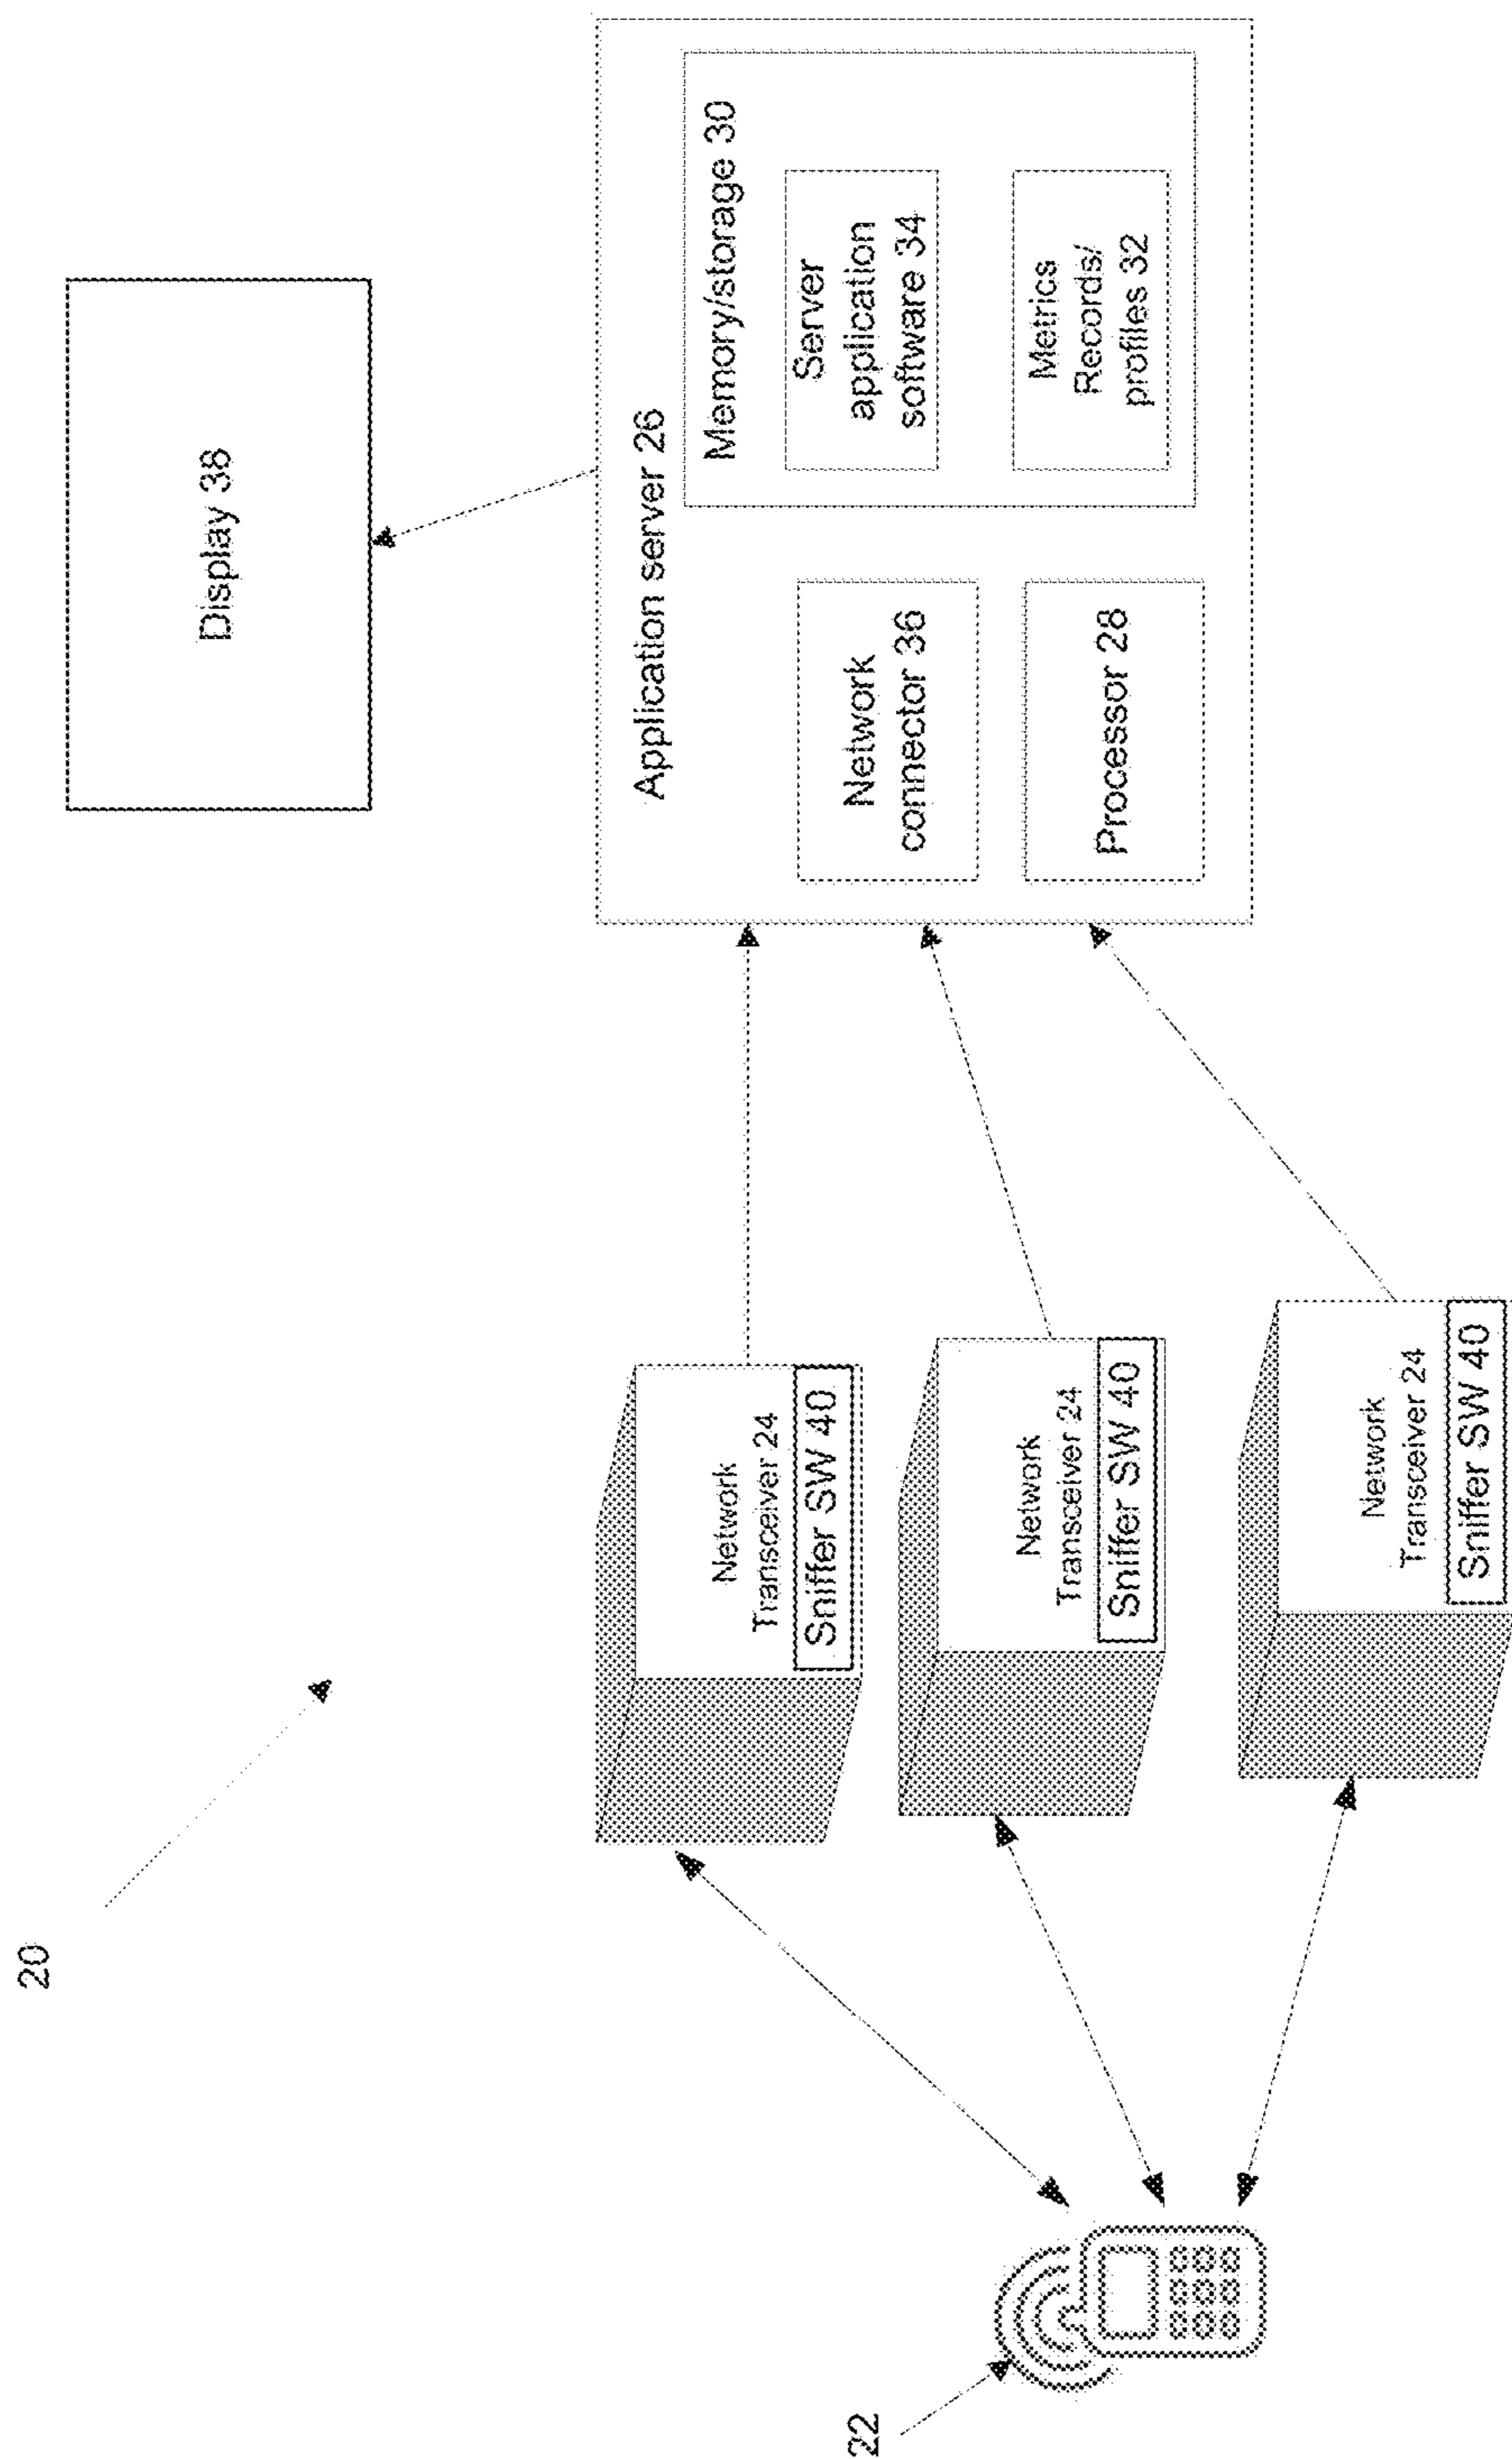 20
Display 38
Application server 26
Memory/storage 30
Server
application
software 34
Metrics
Records/
profiles 32
Network
connector 36
Processor 28
Network
Transceiver 24
Sniffer SW 40
Network
Transceiver 24
Sniffer SW 40
Network
Transceiver 24
Sniffer SW 40
22